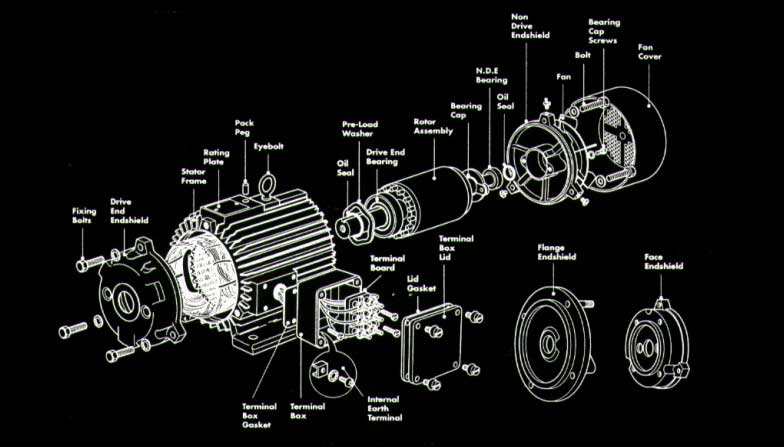 Non
Drive
Endshield
Bearing
Cap
Screws
Bolt
Fan
Cover
Fan
N.D.E
Bearing
Oil
Seal
Bearing
Cap
Rotor
Assembly
Pre-Load
Washer
Drive End
Bearing
Oil
Seal
Pack
Peg
Eyebolt
Rating
Plate
Stator
Frame
Drive
End
Endshield
Fixing
Bolts
Terminal
Board
Terminal
Box
Lid
Lid
Gasket
Flange
Endshield
Face
Endshield
Terminal
Box
Gasket
Terminal
Box
Internal
Earth
Terminal